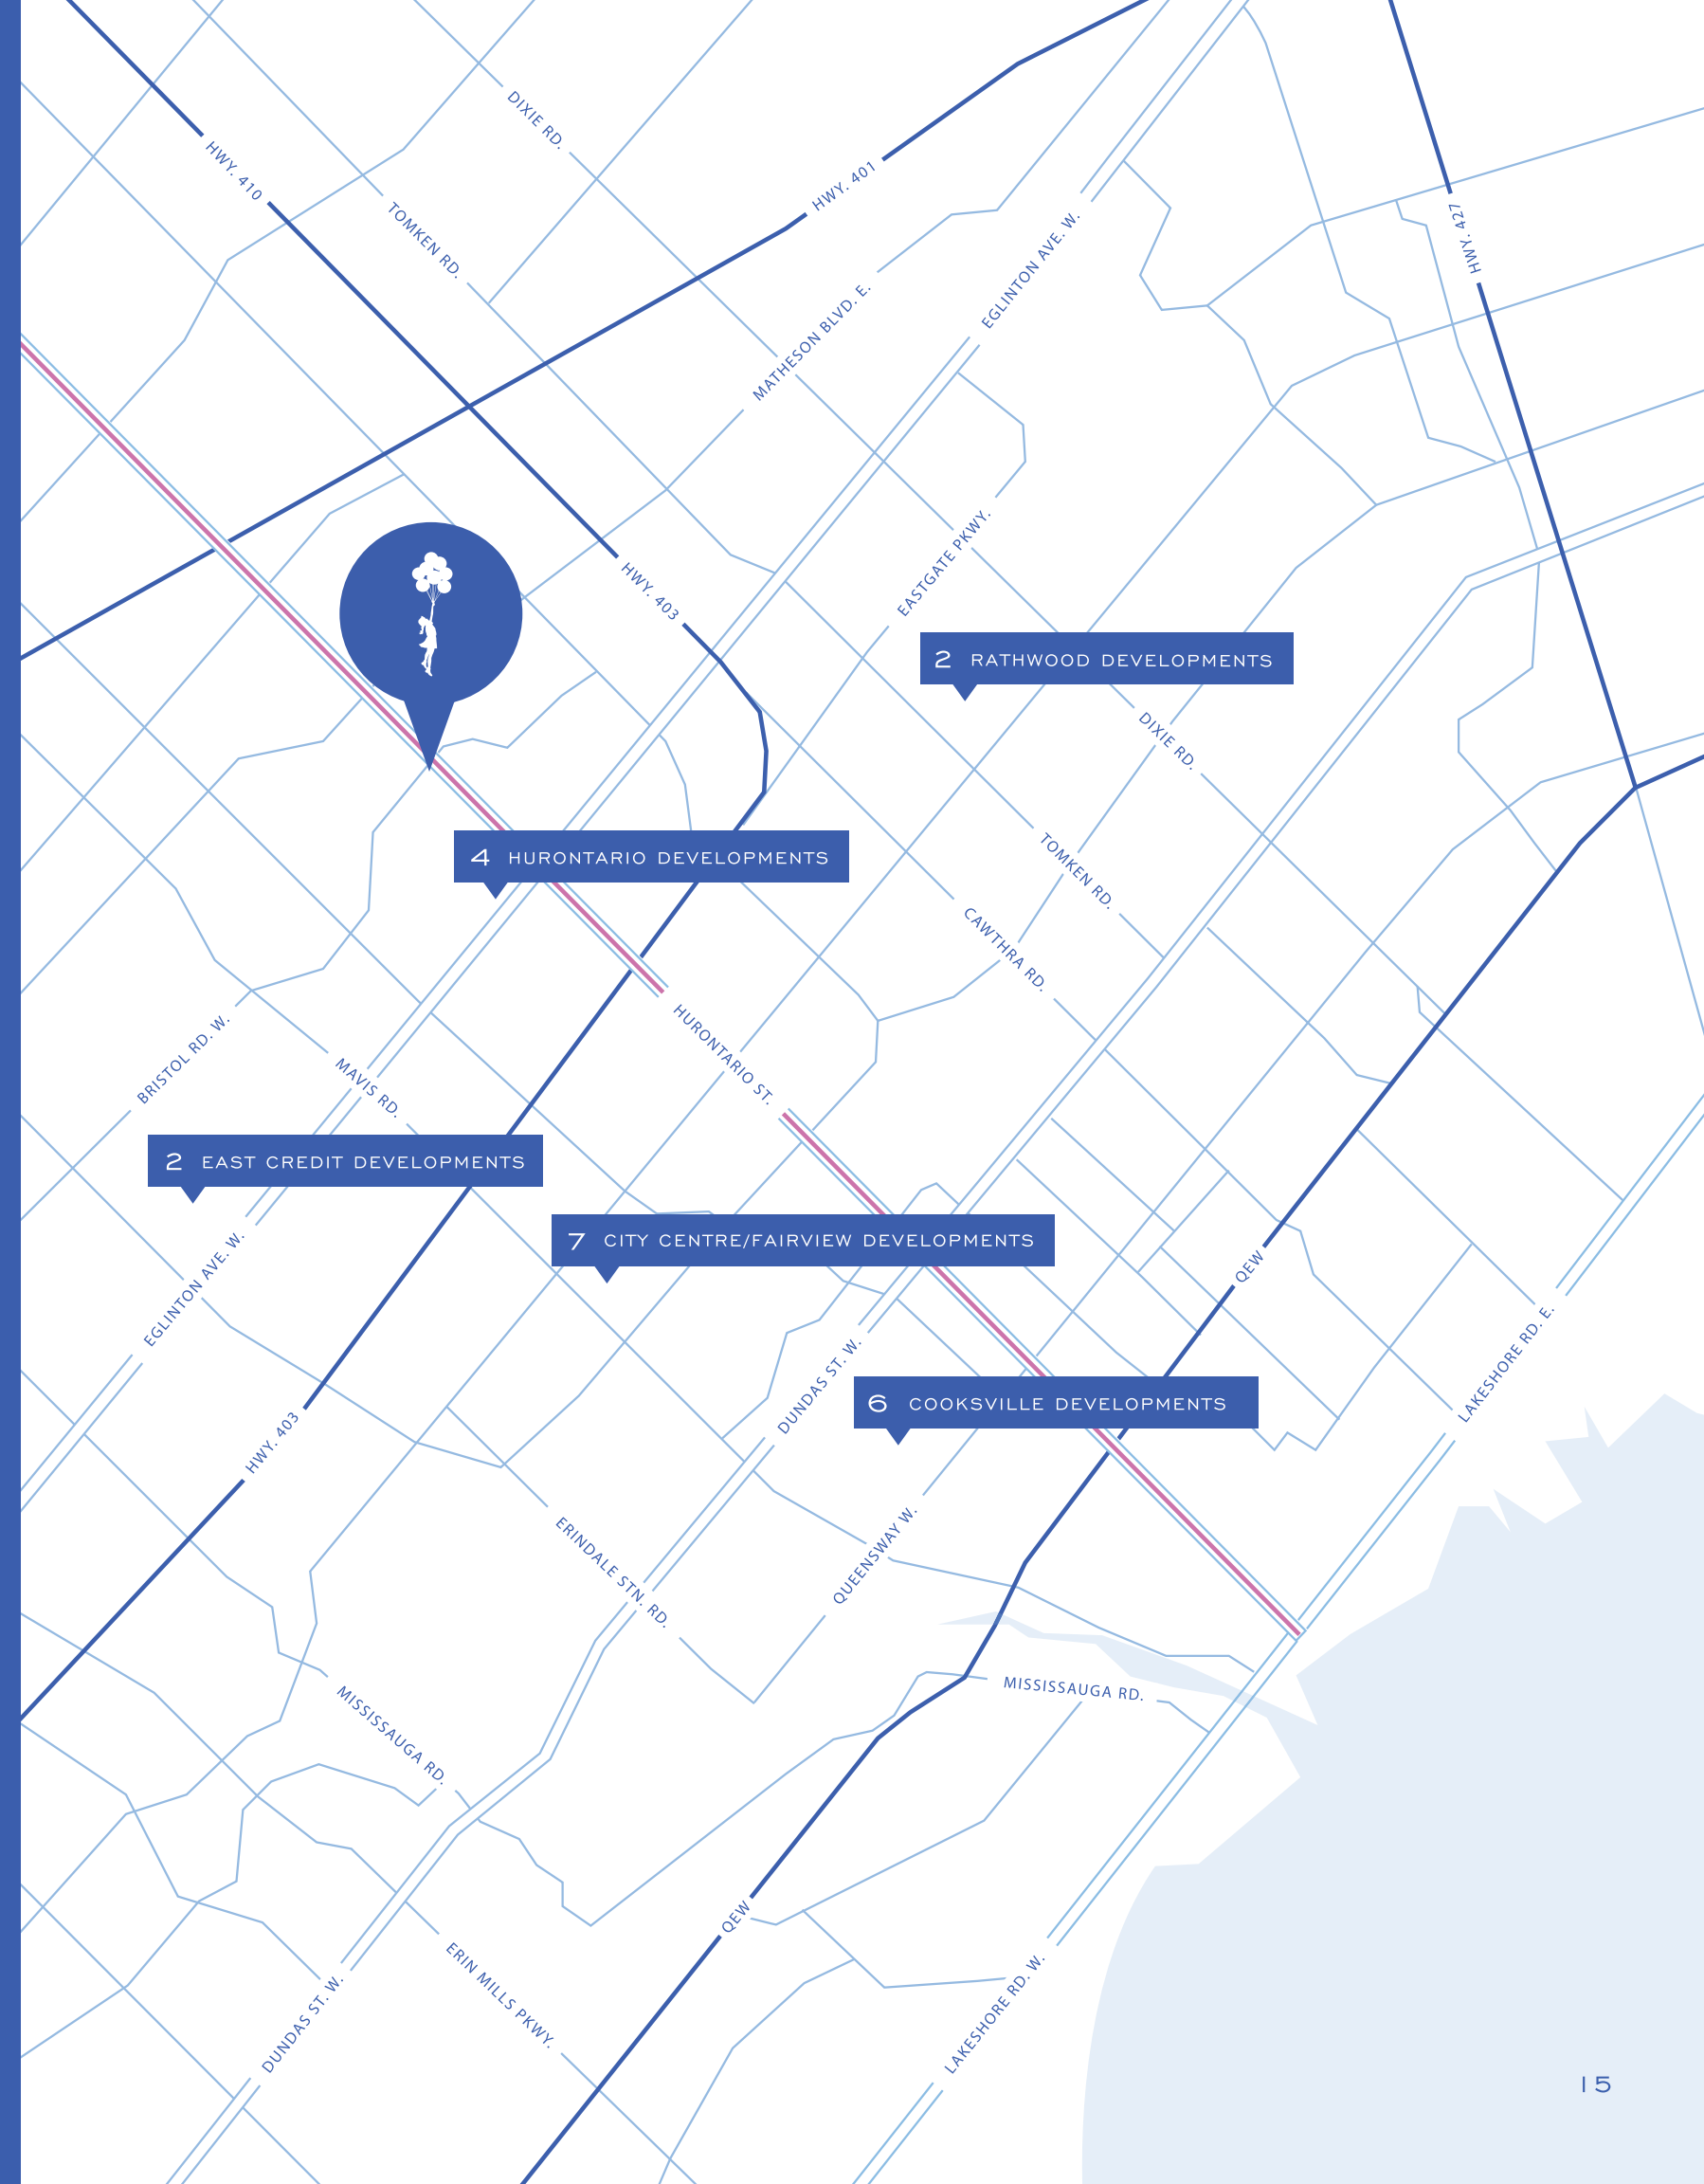 DIXIE RD.
HWY. 410
HWY. 401
TOMKEN RD.
HWY. 427
EGLINTON AVE. W.
MATHESON BLVD. E.
EASTGATE PKWY.
HWY. 403
2 RATHWOOD DEVELOPMENTS
DIXIE RD.
4 HURONTARIO DEVELOPMENTS
TOMKEN RD.
CAWTHRA RD.
HURONTARIO ST.
BRISTOL RD. W.
MAVIS RD.
2 EAST CREDIT DEVELOPMENTS
7 CITY CENTRE/FAIRVIEW DEVELOPMENTS
EGLINTON AVE. W.
QEW
LAKESHORE RD. E.
DUNDAS ST. W.
6 COOKSVILLE DEVELOPMENTS
HWY. 403
ERINDALE STN. RD.
QUEENSWAY W.
MISSISSAUGA RD.
MISSISSAUGA RD.
QEW
ERIN MILLS PKWY.
DUNDAS ST. W.
LAKESHORE RD. W.
15